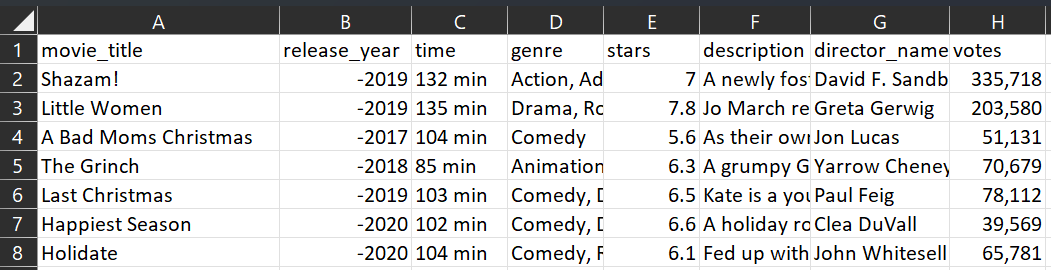 A B C D E F G H
1 movie_title release_year time genre stars description director_name votes
2 Shazam! -2019 132 min Action, Ad 7 A newly fos David F. Sandb 335,718
3 Little Women -2019 135 min Drama, Ro 7.8 Jo March re Greta Gerwig 203,580
4 A Bad Moms Christmas -2017 104 min Comedy 5.6 As their own Jon Lucas 51,131
5 The Grinch -2018 85 min Animation 6.3 A grumpy G Yarrow Cheney 70,679
6 Last Christmas -2019 103 min Comedy, D 6.5 Kate is a you Paul Feig 78,112
7 Happiest Season -2020 102 min Comedy, D 6.6 A holiday ro Clea DuVall 39,569
8 Holidate -2020 104 min Comedy, R 6.1 Fed up with John Whitesell 65,781